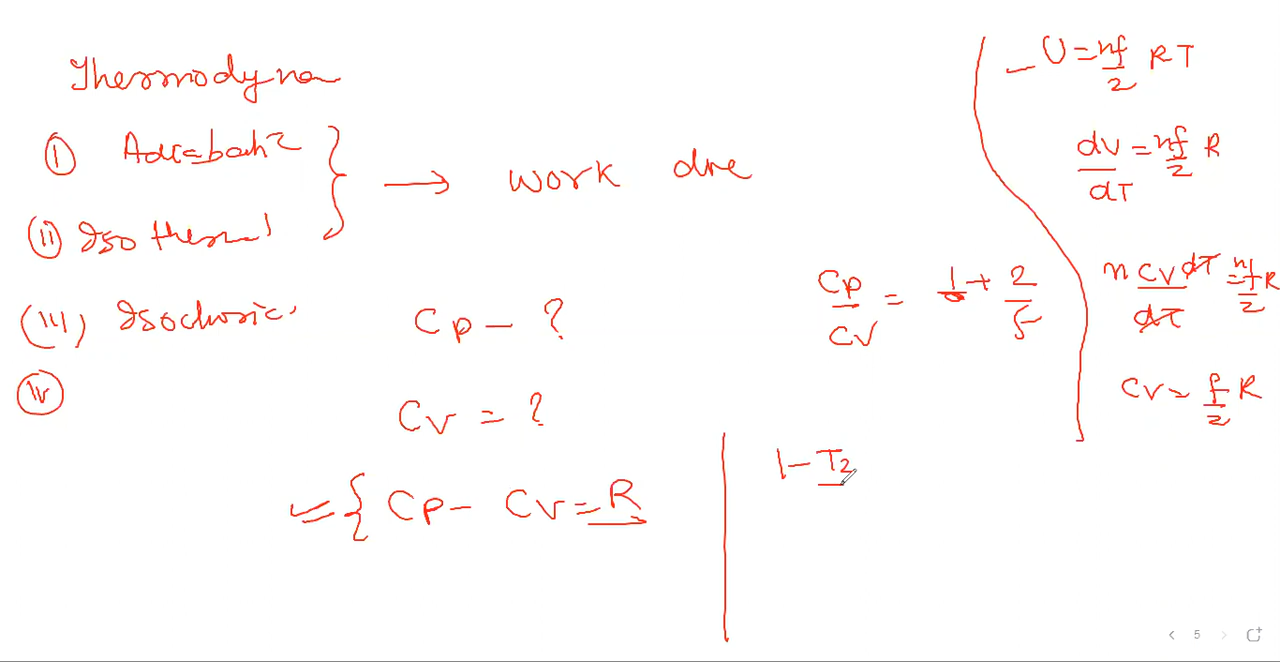 Thermodyna
(i) Adiabatic
(ii) Isothermal
} → work done
(iii) Isochoric
(iv)
Cp - ?
Cv = ?
{ Cp - Cv = R
Cp/Cv = 1 + 2/f
1 - T2
- U = nf/2 RT
dU/dT = nf/2 R
n Cv dT/dT = nf/2 R
Cv = f/2 R
5